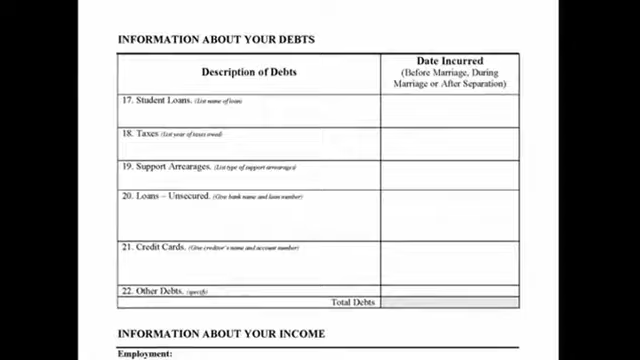 INFORMATION ABOUT YOUR DEBTS
Description of Debts
Date Incurred
(Before Marriage, During
Marriage or After Separation)
17. Student Loans. (List name of loan)
18. Taxes (List year of taxes owed)
19. Support Arrearages. (List type of support arrearages)
20. Loans – Unsecured. (Give bank name and loan number)
21. Credit Cards. (Give creditor's name and account number)
22. Other Debts. (specify)
Total Debts
INFORMATION ABOUT YOUR INCOME
Employment: